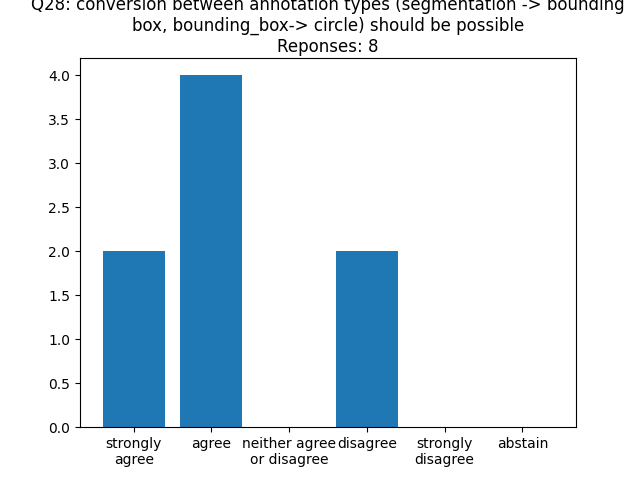 Q28: conversion between annotation types (segmentation -> bounding
box, bounding_box-> circle) should be possible
Reponses: 8
4.0
3.5
3.0
2.5
2.0
1.5
1.0
0.5
0.0
strongly agree neither agree disagree strongly abstain
agree or disagree disagree